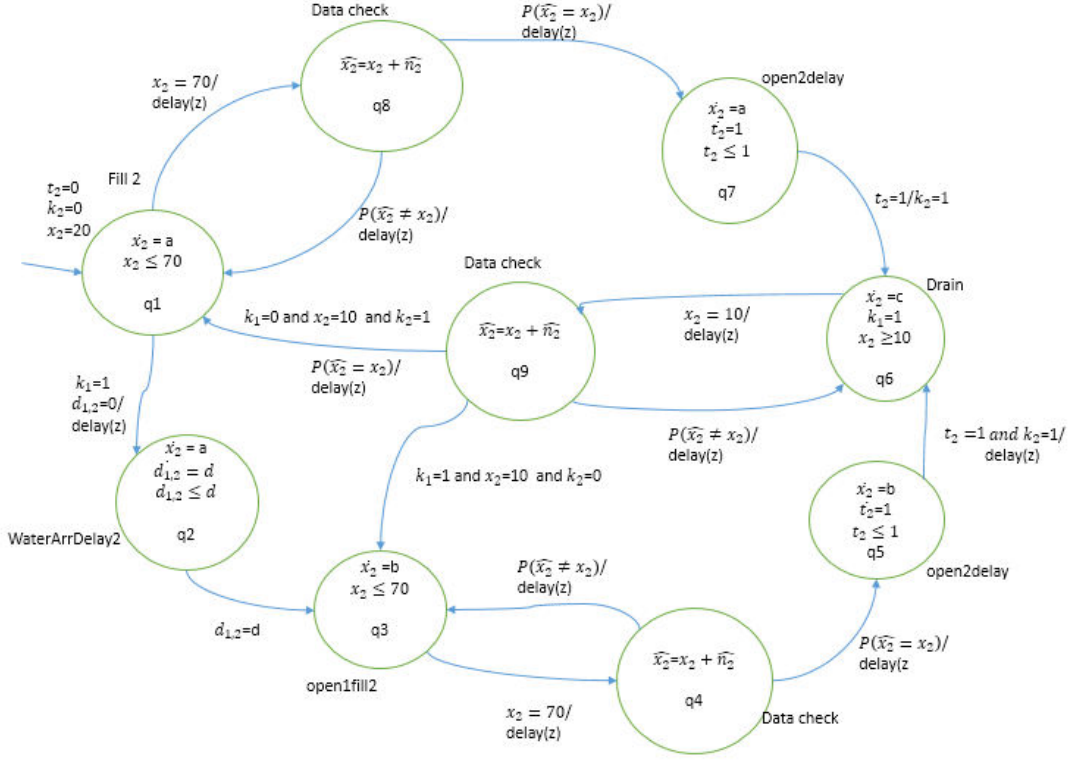 Data check
x̂₂=x₂ + n̂₂
q8
P(x̂₂ = x₂)/
delay(z)
open2delay
ẋ₂ =a
ṫ₂=1
t₂ ≤ 1
q7
x₂ = 70/
delay(z)
Fill 2
t₂=0
k₂=0
x₂=20
ẋ₂ = a
x₂ ≤ 70
q1
P(x̂₂ ≠ x₂)/
delay(z)
t₂=1/k₂=1
Data check
x̂₂=x₂ + n̂₂
q9
Drain
ẋ₂ =c
k₁=1
x₂ ≥10
q6
x₂ = 10/
delay(z)
k₁=0 and x₂=10 and k₂=1
P(x̂₂ = x₂)/
delay(z)
P(x̂₂ ≠ x₂)/
delay(z)
k₁=1
d₁,₂=0/
delay(z)
ẋ₂ = a
ḋ₁,₂ = d
d₁,₂ ≤ d
q2
WaterArrDelay2
k₁=1 and x₂=10 and k₂=0
t₂ =1 and k₂=1/
delay(z)
ẋ₂ =b
ṫ₂=1
t₂ ≤ 1
q5
open2delay
d₁,₂=d
ẋ₂ =b
x₂ ≤ 70
q3
open1fill2
P(x̂₂ ≠ x₂)/
delay(z)
x₂ = 70/
delay(z)
x̂₂=x₂ + n̂₂
q4
Data check
P(x̂₂ = x₂)/
delay(z